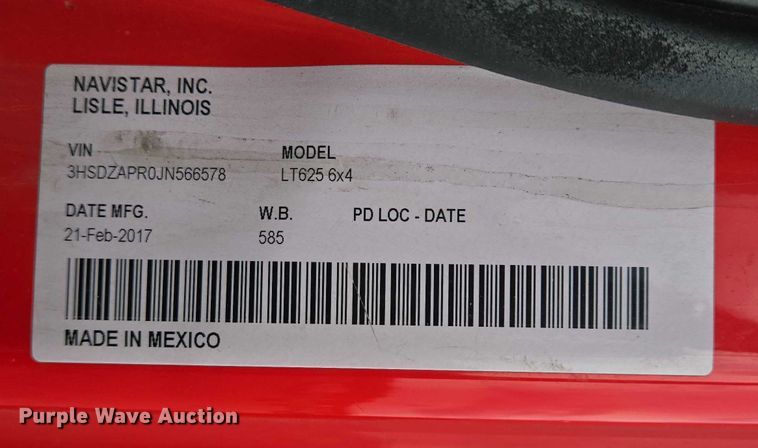 NAVISTAR, INC.
LISLE, ILLINOIS
VIN MODEL
3HSDZAPR0JN566578 LT625 6x4
DATE MFG. W.B. PD LOC - DATE
21-Feb-2017 585
MADE IN MEXICO
Purple Wave Auction